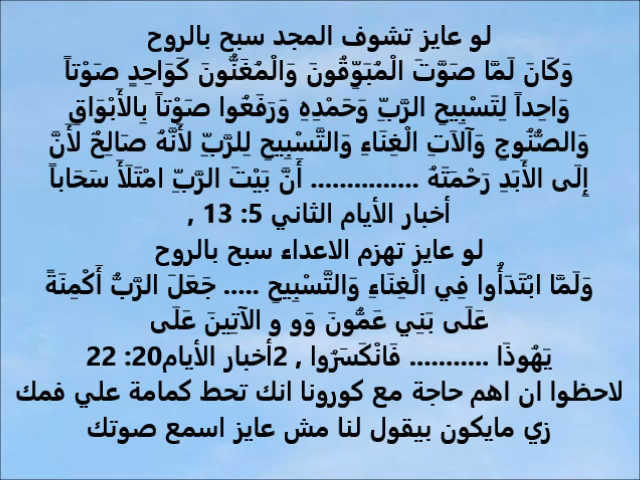 لو عايز تشوف المجد سبح بالروح
وَكَانَ لَمَّا صَوَّتَ الْمُبَوِّقُونَ وَالْمُغَنُّونَ كَوَاحِدٍ صَوْتاً
وَاحِداً لِتَسْبِيحِ الرَّبِّ وَحَمْدِهِ وَرَفَعُوا صَوْتاً بِالأَبْوَاقِ
وَالصُّنُوجِ وَآلاَتِ الْغِنَاءِ وَالتَّسْبِيحِ لِلرَّبِّ لأَنَّهُ صَالِحٌ لأَنَّ
إِلَى الأَبَدِ رَحْمَتَهُ ............... أَنَّ بَيْتَ الرَّبِّ امْتَلَأَ سَحَاباً
أخبار الأيام الثاني 5: 13 ,
لو عايز تهزم الاعداء سبح بالروح
وَلَمَّا ابْتَدَأُوا فِي الْغِنَاءِ وَالتَّسْبِيحِ ..... جَعَلَ الرَّبُّ أَكْمِنَةً
عَلَى بَنِي عَمُّونَ وَو و الآتِينَ عَلَى
يَهُوذَا ........... فَانْكَسَرُوا , 2أخبار الأيام20: 22
لاحظوا ان اهم حاجة مع كورونا انك تحط كمامة علي فمك
زي مايكون بيقول لنا مش عايز اسمع صوتك